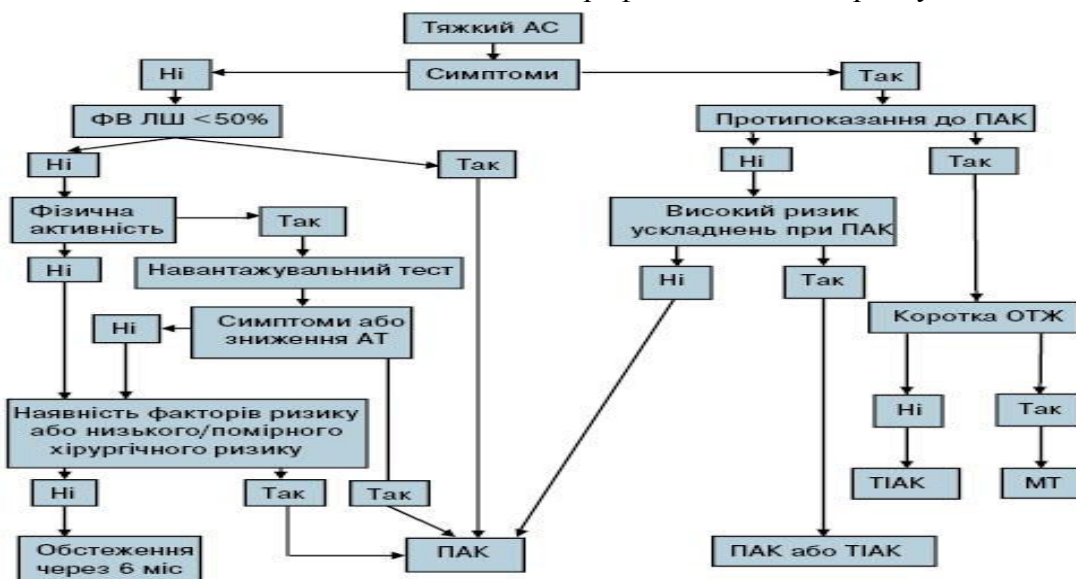 Тяжкий АС
Ні
Симптоми
Так
ФВ ЛШ <50%
Протипоказання до ПАК
Ні
Так
Ні
Так
Фізична
активність
Так
Високий ризик
ускладнень при ПАК
Ні
Навантажувальний тест
Ні
Так
Ні
Симптоми або
зниження АТ
Коротка ОТЖ
Наявність факторів ризику
або низького/помірного
хірургічного ризику
Ні
Так
Ні
Так
Так
ТІАК
МТ
Обстеження
через 6 міс
ПАК
ПАК або ТІАК